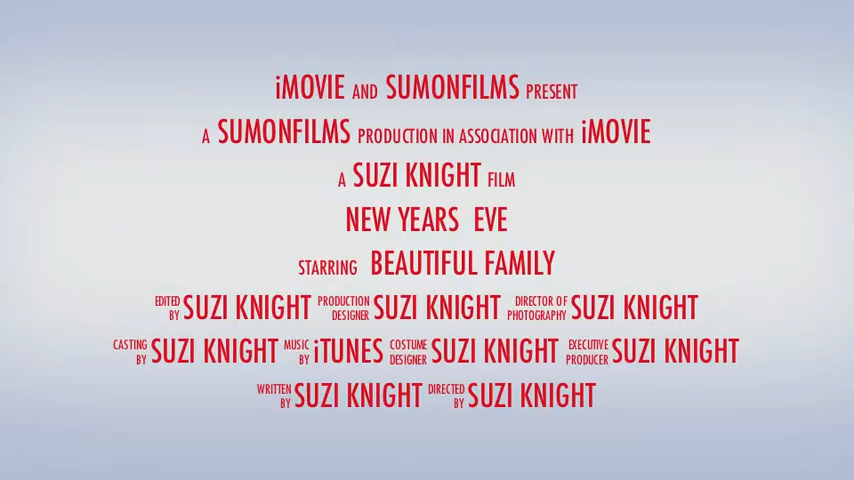 iMOVIE AND SUMONFILMS PRESENT
A SUMONFILMS PRODUCTION IN ASSOCIATION WITH iMOVIE
A SUZI KNIGHT FILM
NEW YEARS EVE
STARRING BEAUTIFUL FAMILY
EDITED BY SUZI KNIGHT PRODUCTION DESIGNER SUZI KNIGHT DIRECTOR OF PHOTOGRAPHY SUZI KNIGHT
CASTING BY SUZI KNIGHT MUSIC BY iTUNES COSTUME DESIGNER SUZI KNIGHT EXECUTIVE PRODUCER SUZI KNIGHT
WRITTEN BY SUZI KNIGHT DIRECTED BY SUZI KNIGHT